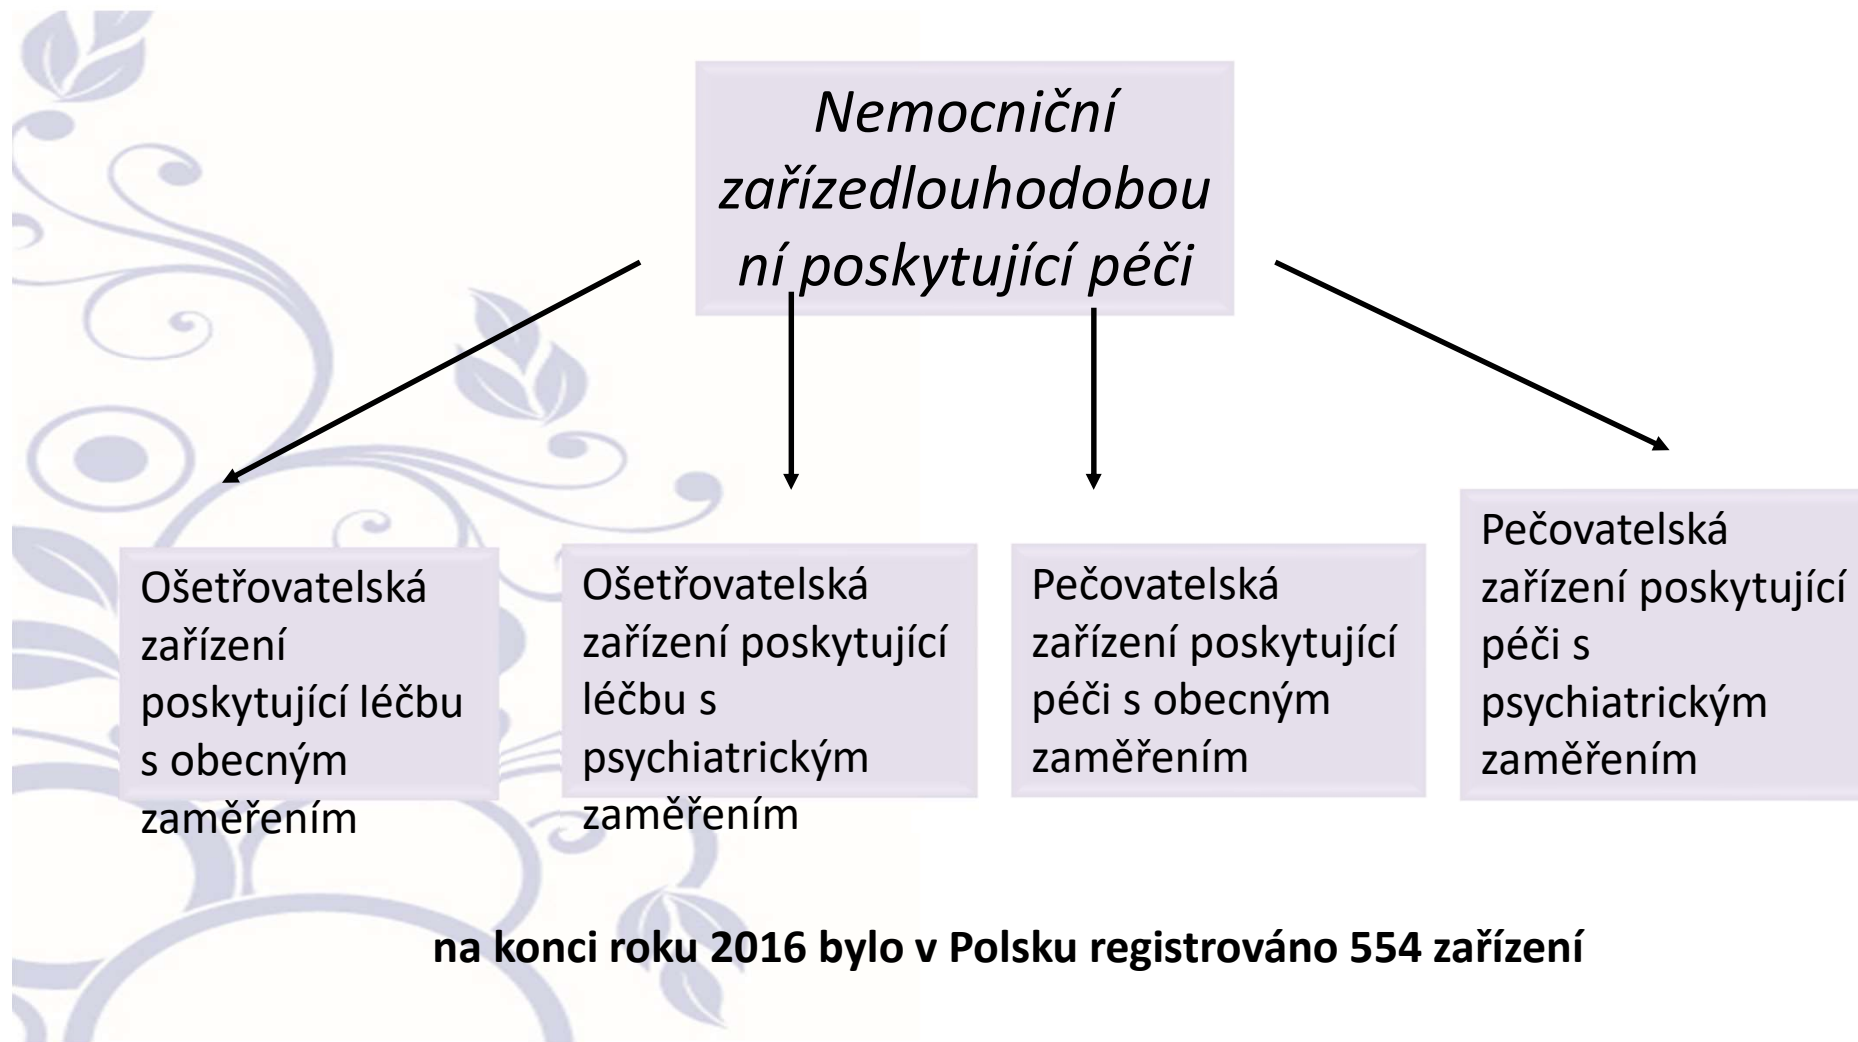 Nemocniční
zařízedlouhodobou
ní poskytující péči
Ošetřovatelská
zařízení
poskytující léčbu
s obecným
zaměřením
Ošetřovatelská
zařízení poskytující
léčbu s
psychiatrickým
zaměřením
Pečovatelská
zařízení poskytující
péči s obecným
zaměřením
Pečovatelská
zařízení poskytující
péči s
psychiatrickým
zaměřením
na konci roku 2016 bylo v Polsku registrováno 554 zařízení